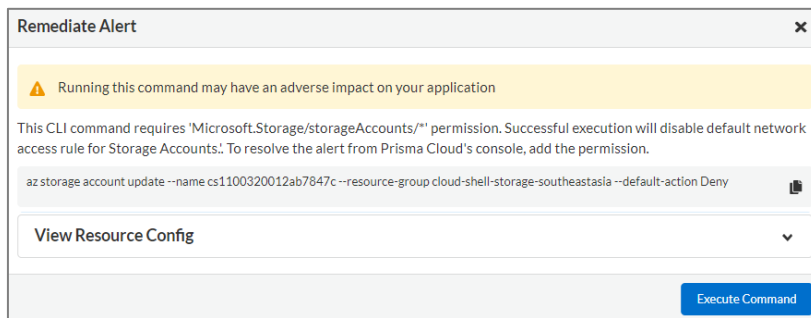 Remediate Alert
Running this command may have an adverse impact on your application
This CLI command requires 'Microsoft.Storage/storageAccounts/*' permission. Successful execution will disable default network
access rule for Storage Accounts.'. To resolve the alert from Prisma Cloud's console, add the permission.
az storage account update --name cs1100320012ab7847c --resource-group cloud-shell-storage-southeastasia --default-action Deny
View Resource Config
Execute Command